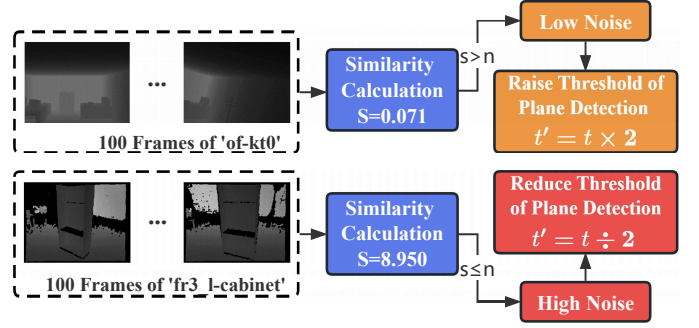 ...
100 Frames of 'of-kt0'
Similarity
Calculation
S=0.071
s>n
Low Noise
Raise Threshold of
Plane Detection
t′ = t × 2
...
100 Frames of 'fr3_l-cabinet'
Similarity
Calculation
S=8.950
s≤n
Reduce Threshold
of Plane Detection
t′ = t ÷ 2
High Noise